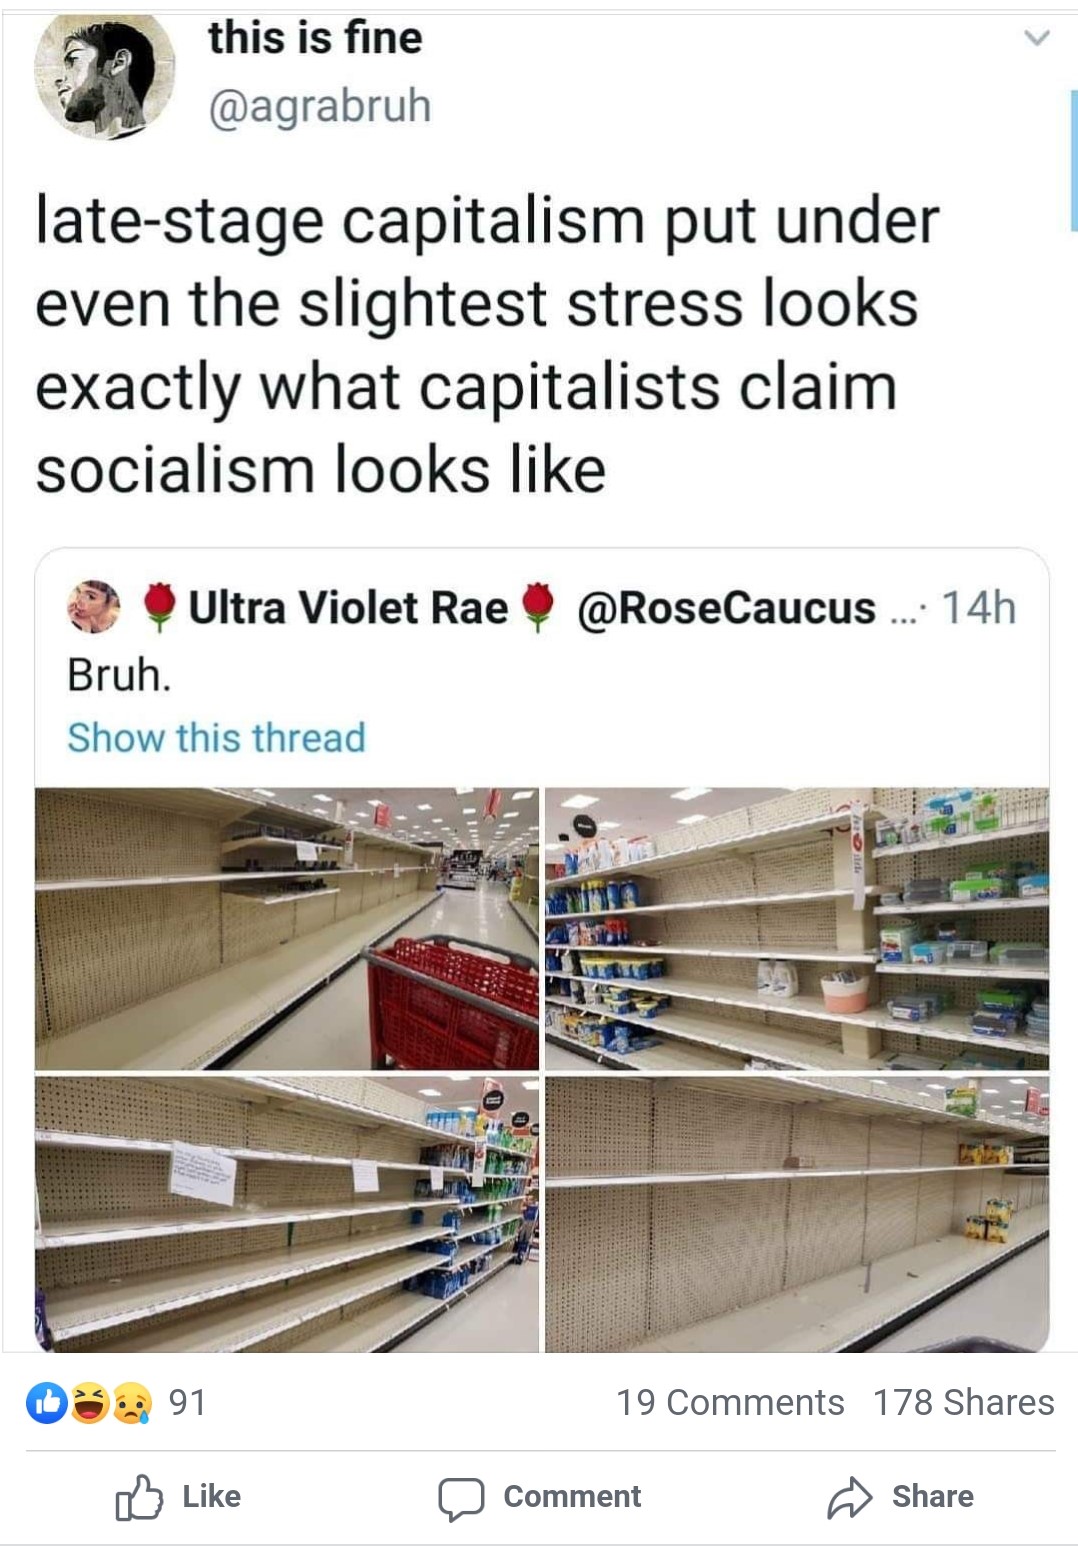 this is fine
@agrabruh
late-stage capitalism put under
even the slightest stress looks
exactly what capitalists claim
socialism looks like
🌹Ultra Violet Rae🌹 @RoseCaucus ...· 14h
Bruh.
Show this thread
91
19 Comments 178 Shares
Like
Comment
Share